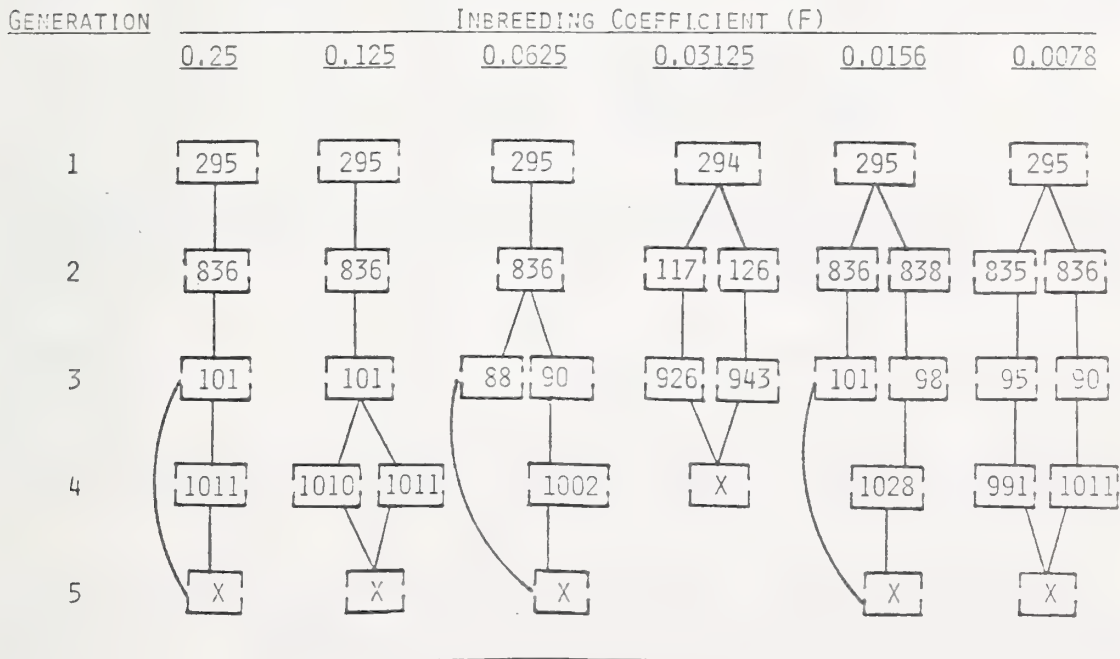 GENERATION INBREEDING COEFFICIENT (F)
0.25 0.125 0.0625 0.03125 0.0156 0.0078
1 295 295 295 294 295 295
2 836 836 836 117 126 836 838 835 836
3 101 101 88 90 926 943 101 98 95 90
4 1011 1010 1011 1002 X 1028 991 1011
5 X X X X X